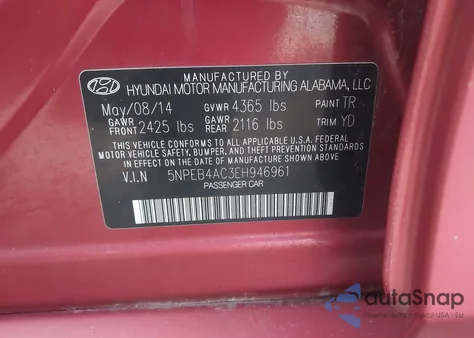 MANUFACTURED BY
HYUNDAI MOTOR MANUFACTURING ALABAMA, LLC
May/08/14 GVWR 4365 lbs PAINT TR
GAWR FRONT 2425 lbs GAWR REAR 2116 lbs TRIM YD
THIS VEHICLE CONFORMS TO ALL APPLICABLE U.S.A. FEDERAL
MOTOR VEHICLE SAFETY, BUMPER, AND THEFT PREVENTION
STANDARDS IN EFFECT ON THE DATE OF MANUFACTURE
SHOWN ABOVE.
V.I.N 5NPEB4AC3EH946961
PASSENGER CAR
autoSnap
USA | EU